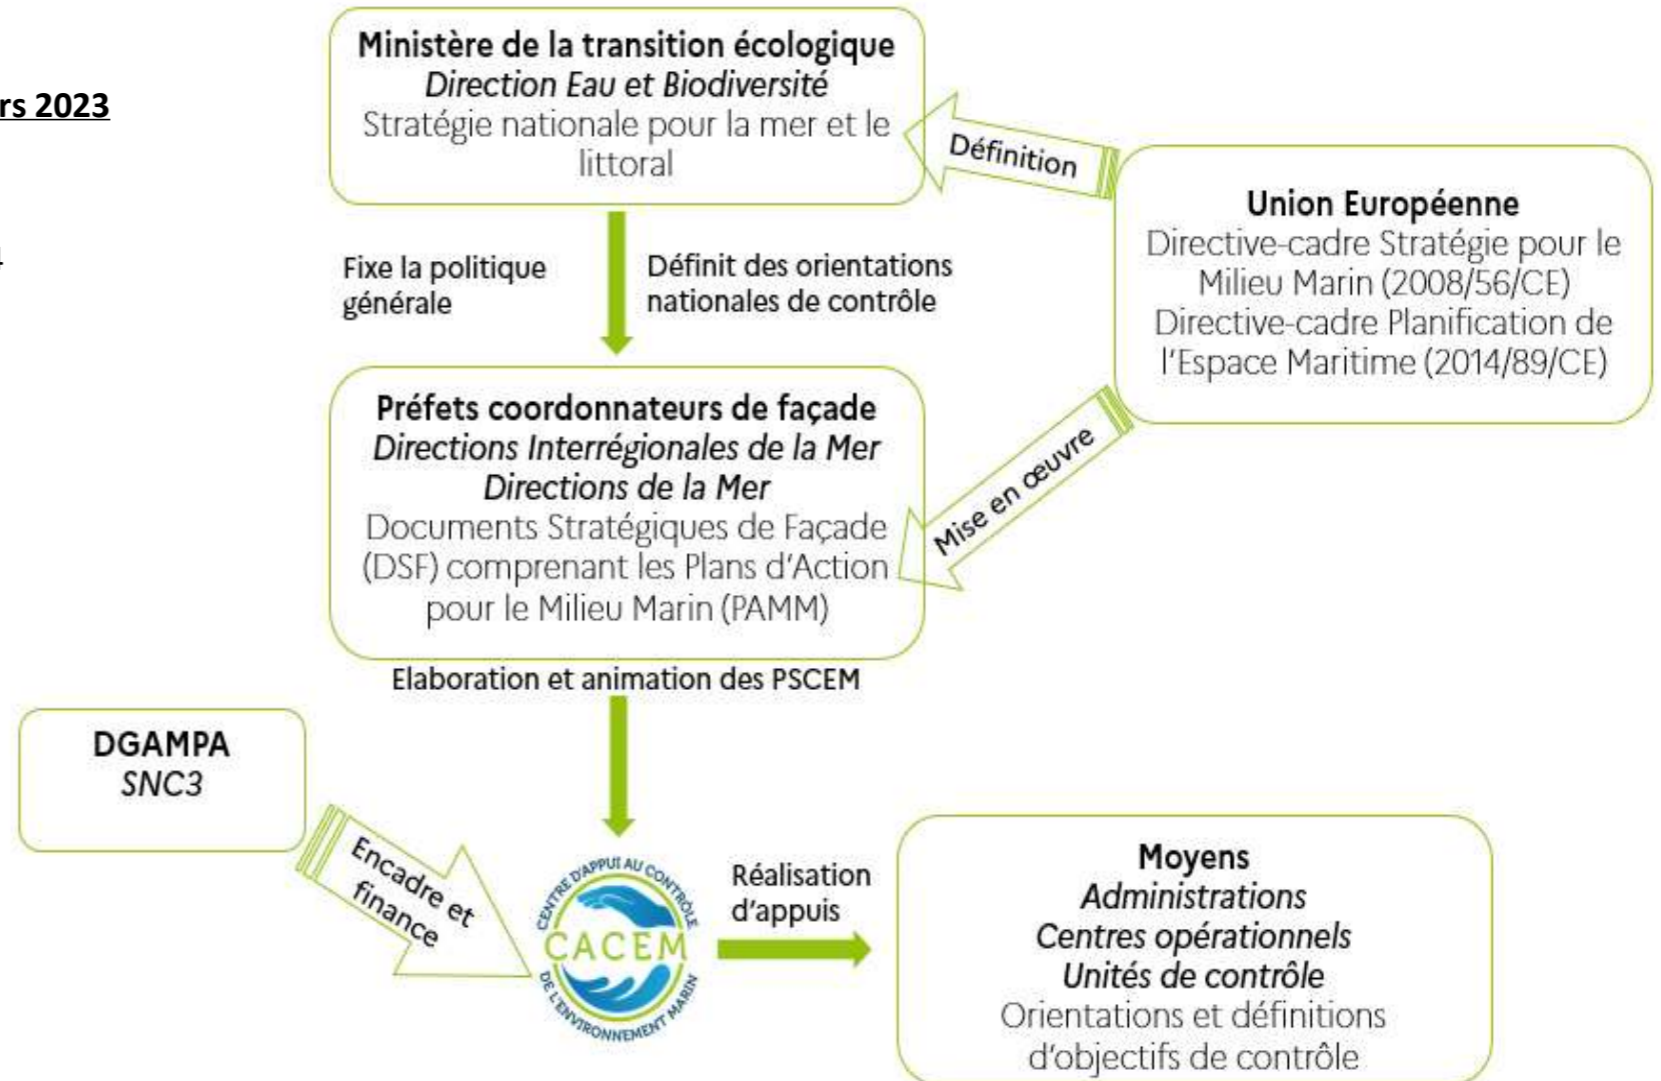 rs 2023
Ministère de la transition écologique
Direction Eau et Biodiversité
Stratégie nationale pour la mer et le
littoral
Définition
Union Européenne
Directive-cadre Stratégie pour le
Milieu Marin (2008/56/CE)
Directive-cadre Planification de
l'Espace Maritime (2014/89/CE)
Fixe la politique
générale
Définit des orientations
nationales de contrôle
Préfets coordonnateurs de façade
Directions Interrégionales de la Mer
Directions de la Mer
Documents Stratégiques de Façade
(DSF) comprenant les Plans d'Action
pour le Milieu Marin (PAMM)
Mise en œuvre
Elaboration et animation des PSCEM
DGAMPA
SNC3
Encadre et
finance
CENTRE D'APPUI AU CONTRÔLE
CACEM
DE L'ENVIRONNEMENT MARIN
Réalisation
d'appuis
Moyens
Administrations
Centres opérationnels
Unités de contrôle
Orientations et définitions
d'objectifs de contrôle